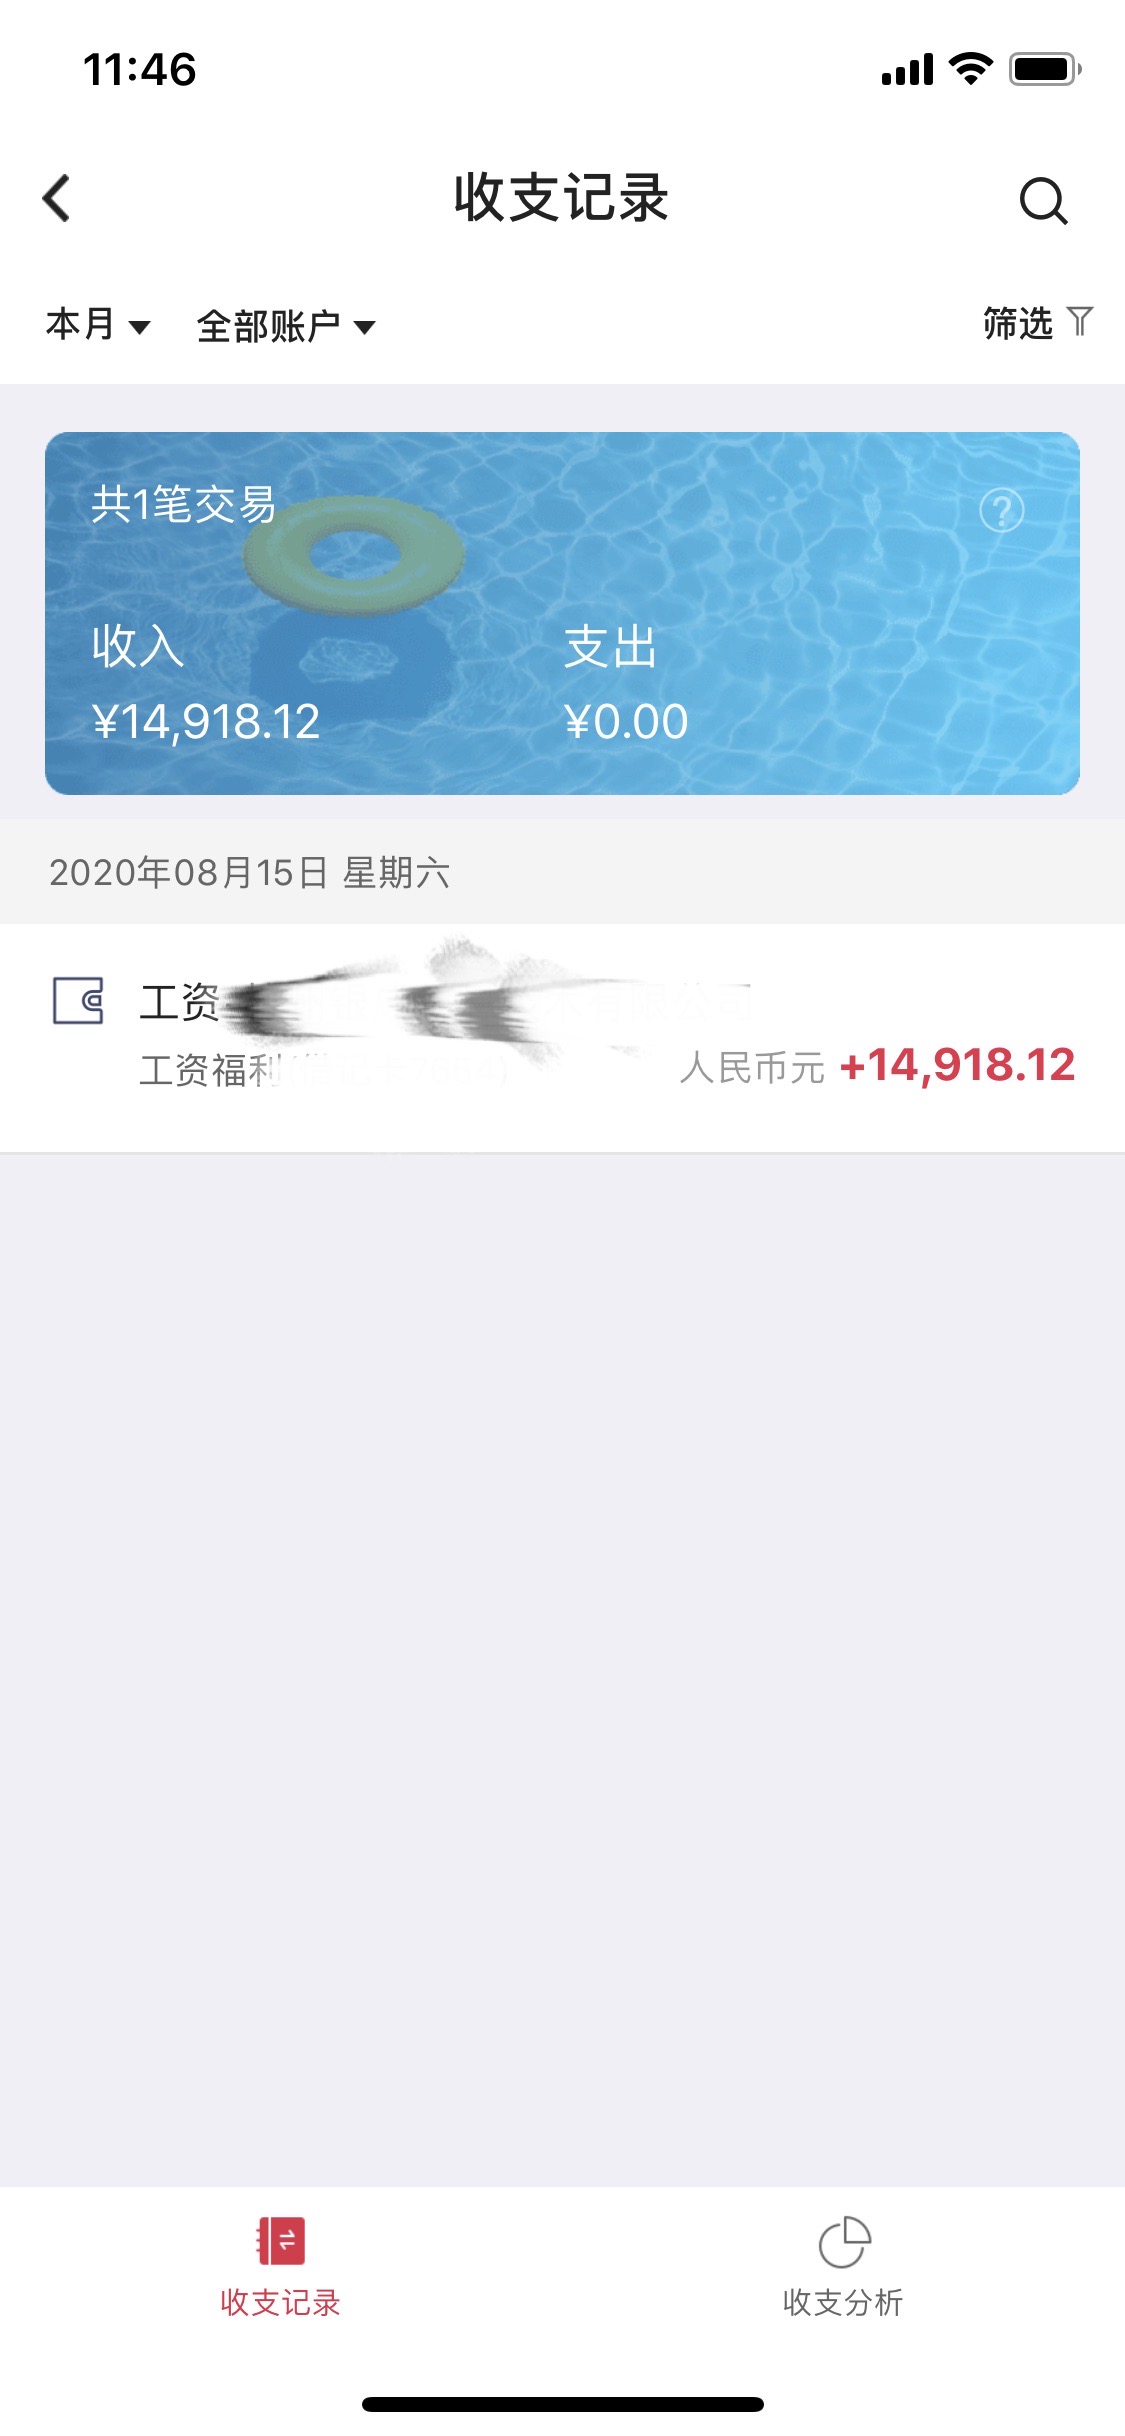 11:46
收支记录
本月 全部账户 筛选
共1笔交易
收入 支出
¥14,918.12 ¥0.00
2020年08月15日 星期六
工资
工资福利 人民币元 +14,918.12
收支记录 收支分析